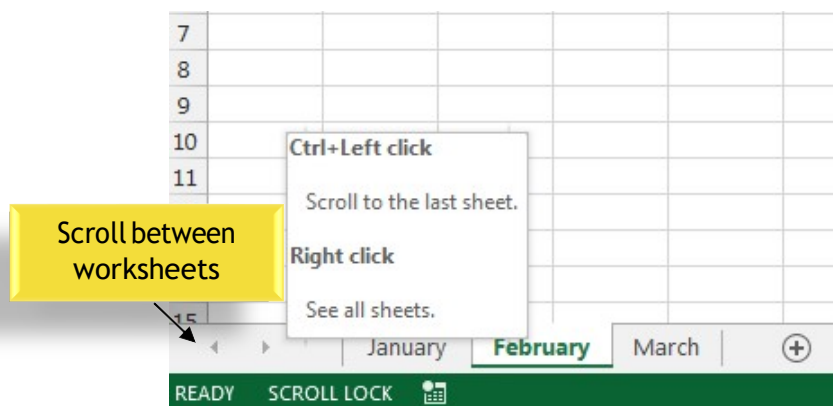 7
8
9
10
11
Ctrl+Left click
Scroll to the last sheet.
Right click
See all sheets.
Scroll between
worksheets
15
January February March
READY SCROLL LOCK